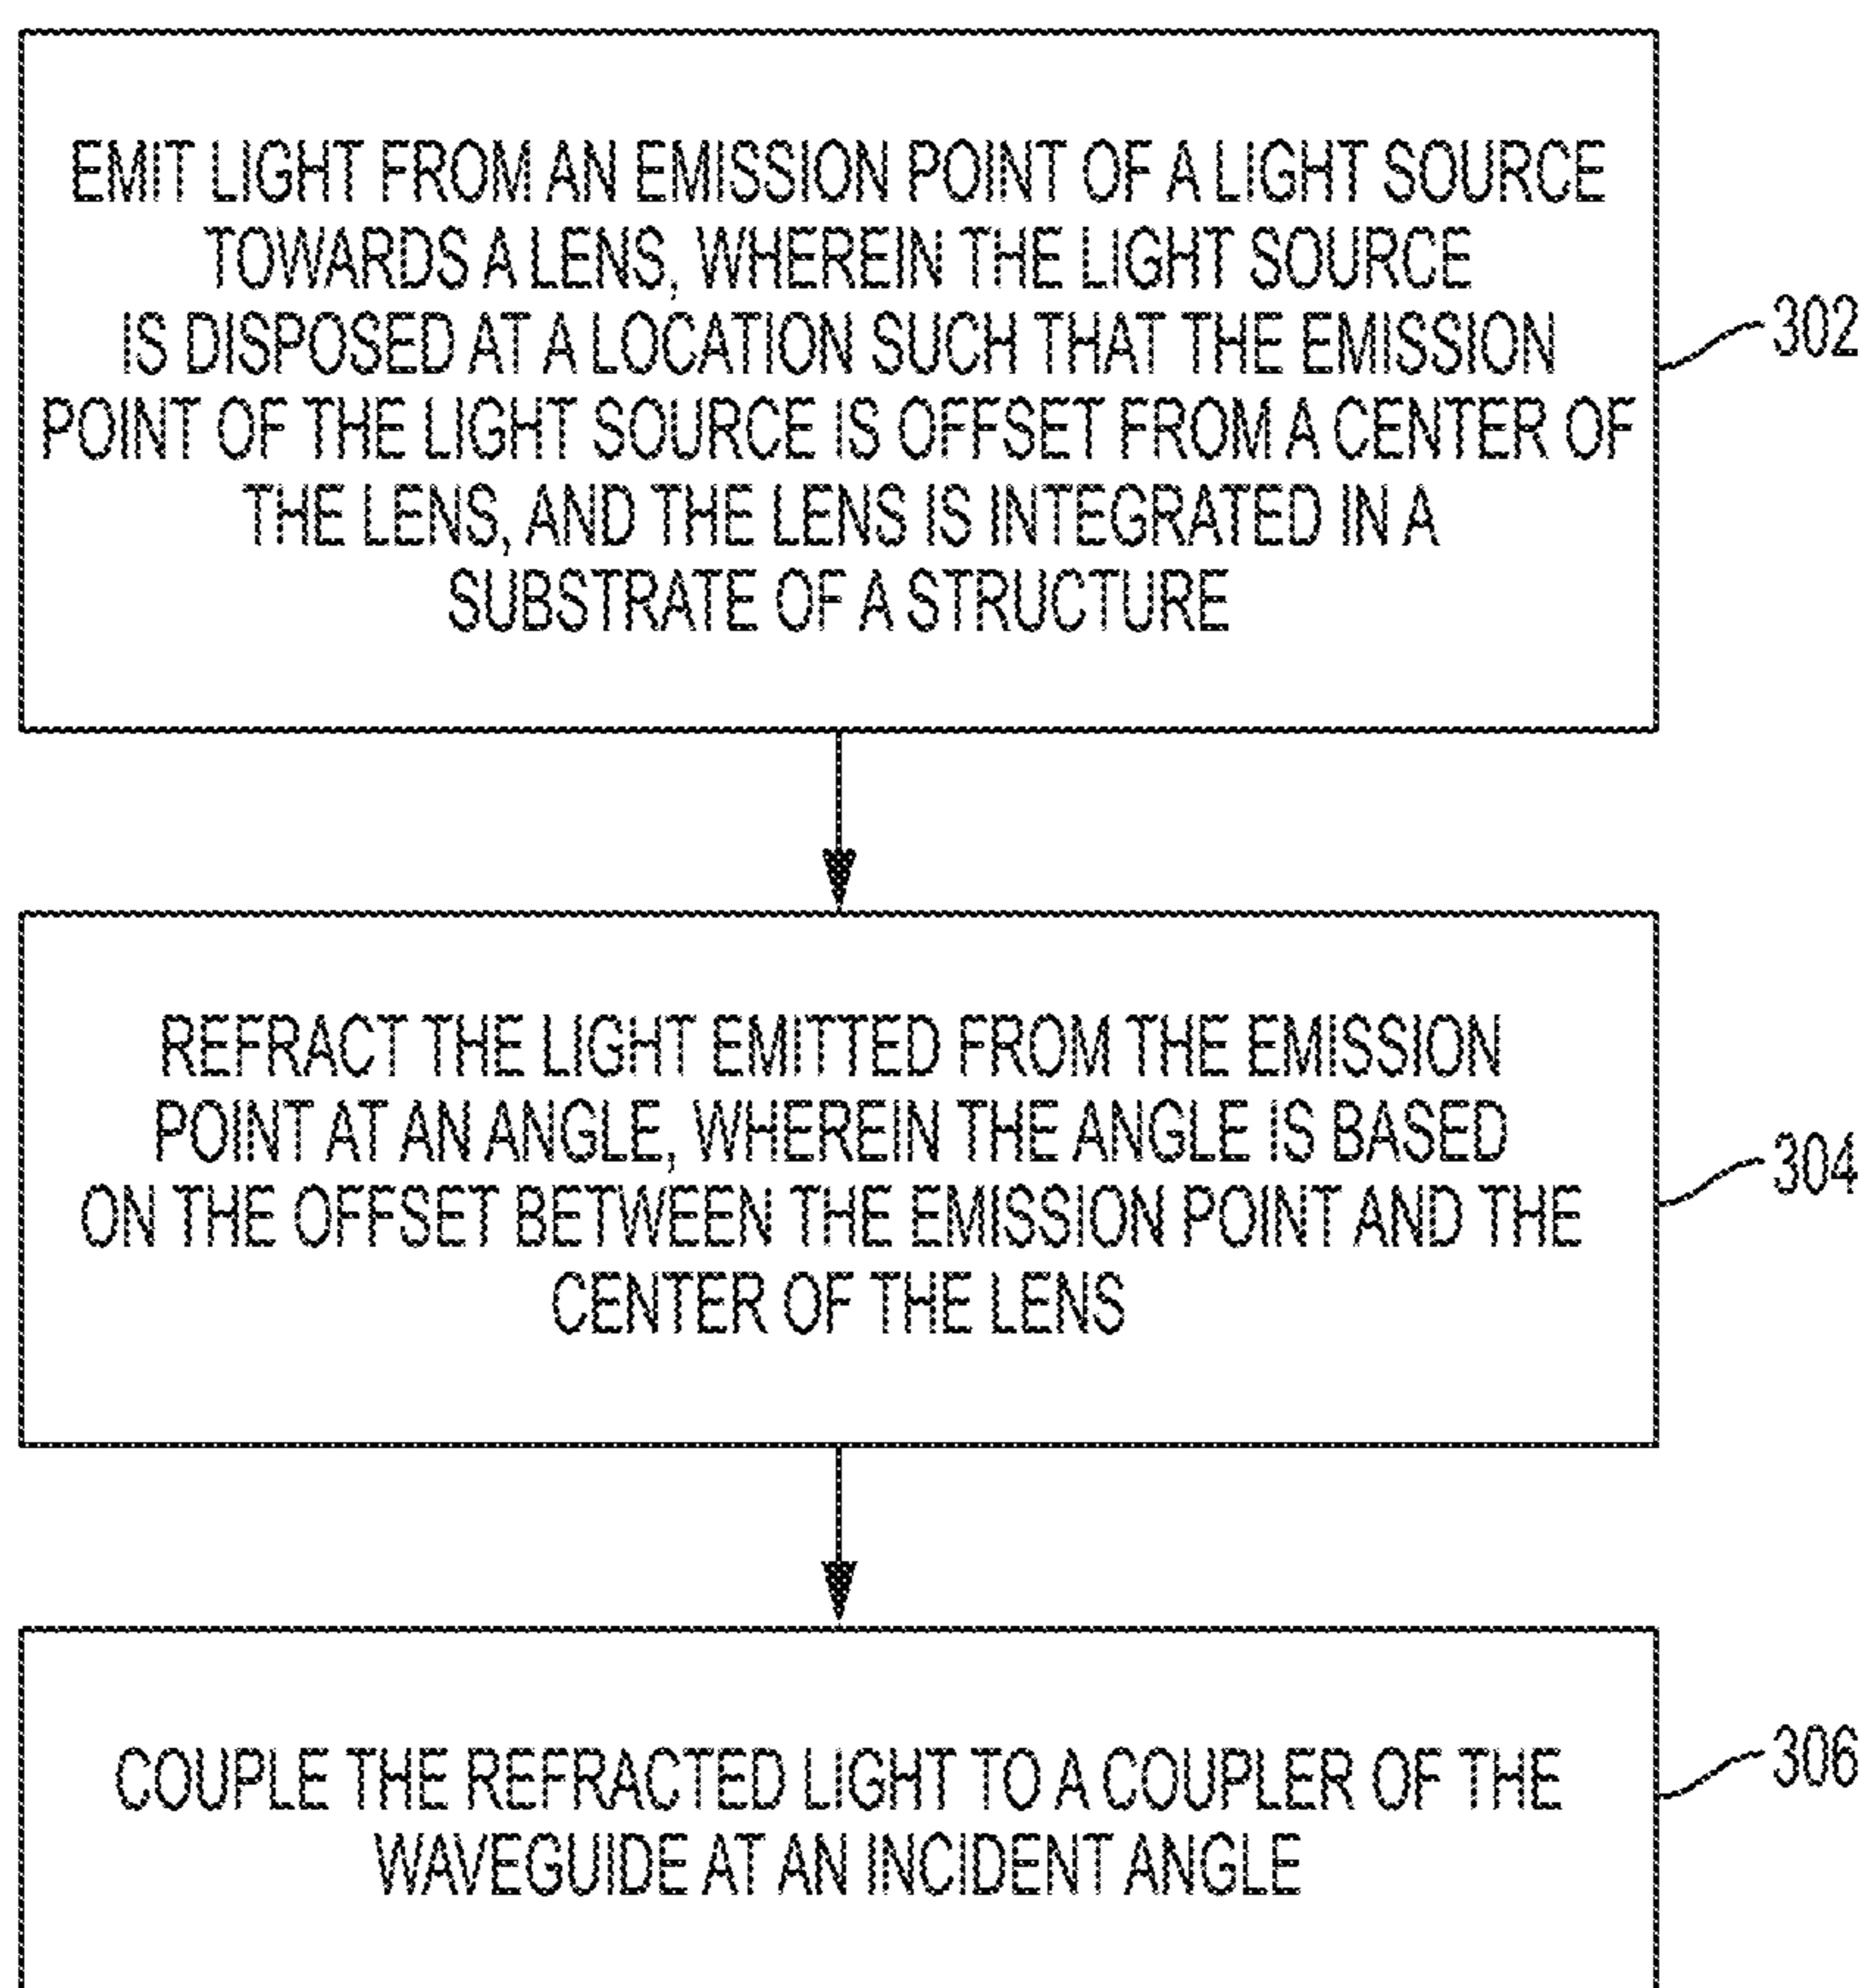 EMIT LIGHT FROM AN EMISSION POINT OF A LIGHT SOURCE
TOWARDS A LENS, WHEREIN THE LIGHT SOURCE
IS DISPOSED AT A LOCATION SUCH THAT THE EMISSION
POINT OF THE LIGHT SOURCE IS OFFSET FROM A CENTER OF
THE LENS, AND THE LENS IS INTEGRATED IN A
SUBSTRATE OF A STRUCTURE
302
REFRACT THE LIGHT EMITTED FROM THE EMISSION
POINT AT AN ANGLE, WHEREIN THE ANGLE IS BASED
ON THE OFFSET BETWEEN THE EMISSION POINT AND THE
CENTER OF THE LENS
304
COUPLE THE REFRACTED LIGHT TO A COUPLER OF THE
WAVEGUIDE AT AN INCIDENT ANGLE
306